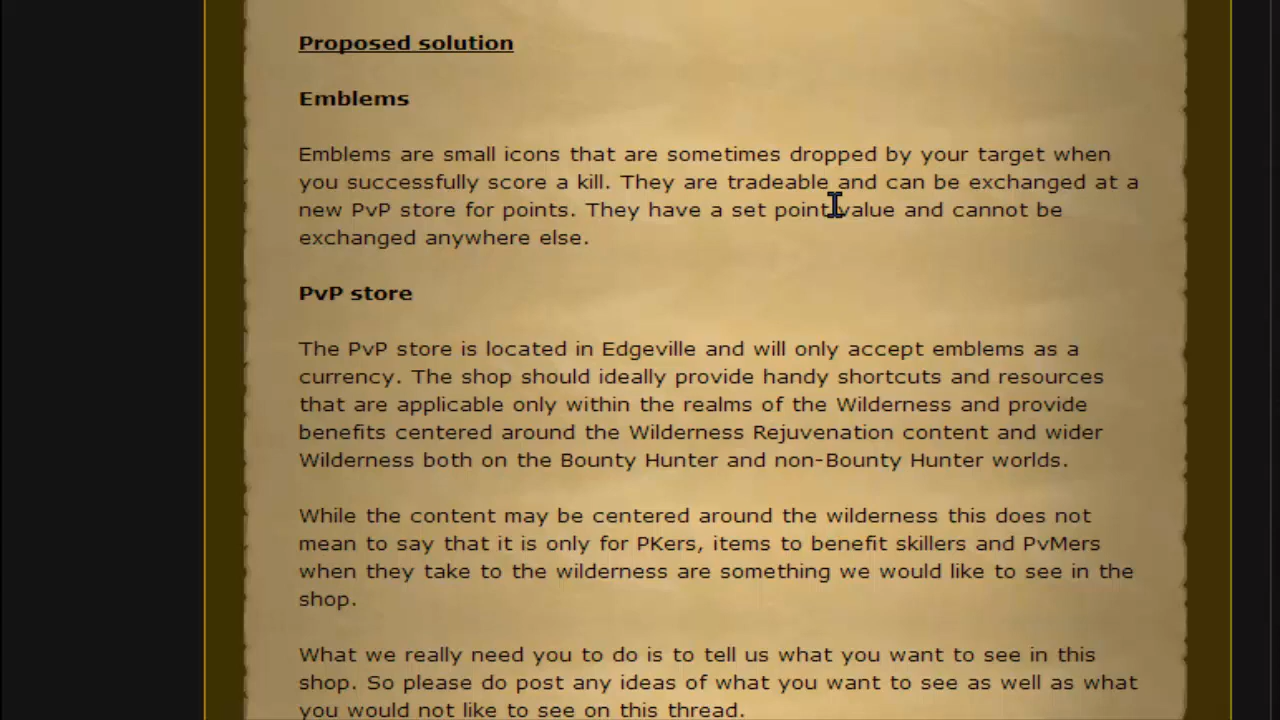 Proposed solution
Emblems
Emblems are small icons that are sometimes dropped by your target when
you successfully score a kill. They are tradeable and can be exchanged at a
new PvP store for points. They have a set point value and cannot be
exchanged anywhere else.
PvP store
The PvP store is located in Edgeville and will only accept emblems as a
currency. The shop should ideally provide handy shortcuts and resources
that are applicable only within the realms of the Wilderness and provide
benefits centered around the Wilderness Rejuvenation content and wider
Wilderness both on the Bounty Hunter and non-Bounty Hunter worlds.
While the content may be centered around the wilderness this does not
mean to say that it is only for PKers, items to benefit skillers and PvMers
when they take to the wilderness are something we would like to see in the
shop.
What we really need you to do is to tell us what you want to see in this
shop. So please do post any ideas of what you want to see as well as what
you would not like to see on this thread.